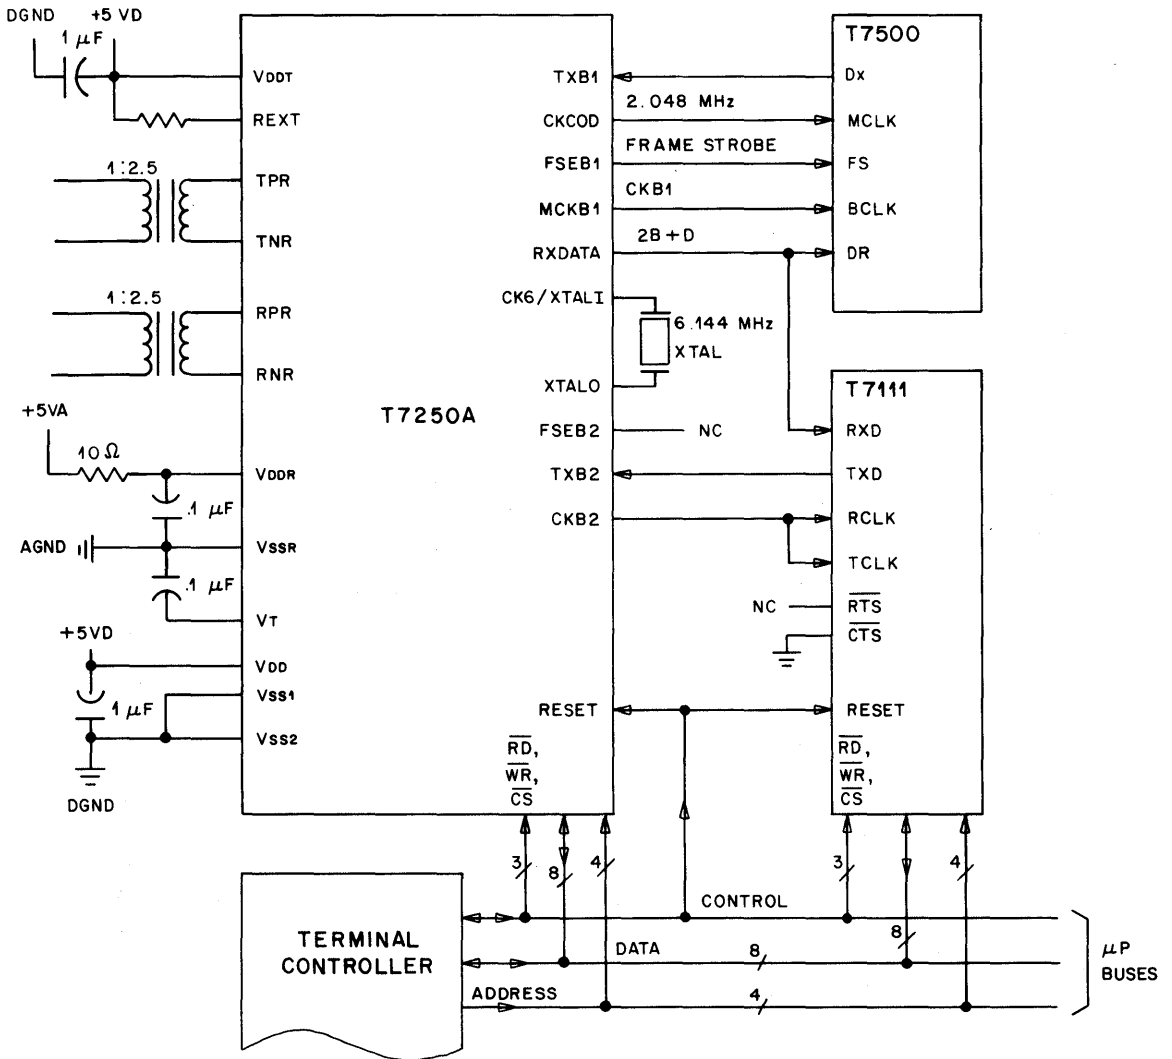 DGND +5 VD
1 µF
VDDT
REXT
1:2.5
TPR
TNR
1:2.5
RPR
RNR
+5VA
10Ω
VDDR
.1 µF
AGND
VSSR
.1 µF
VT
+5VD
VDD
VSS1
1 µF
VSS2
DGND
T7250A
TXB1
CKCOD
FSEB1
MCKB1
RXDATA
CK6/XTALI
XTALO
FSEB2
TXB2
CKB2
RESET
RD,
WR,
CS
2.048 MHz
FRAME STROBE
CKB1
2B+D
6.144 MHz
XTAL
NC
T7500
DX
MCLK
FS
BCLK
DR
T7111
RXD
TXD
RCLK
TCLK
NC
RTS
CTS
RESET
RD,
WR,
CS
3
8
4
3
8
4
TERMINAL
CONTROLLER
CONTROL
DATA
8
ADDRESS
4
µP
BUSES